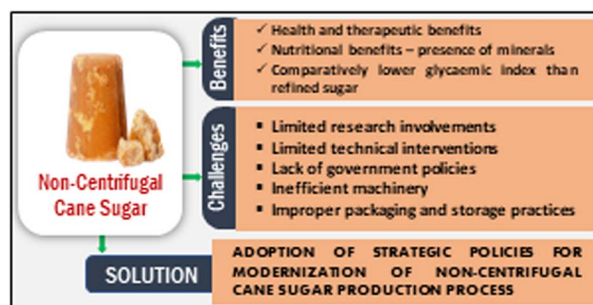 Non-Centrifugal
Cane Sugar
Benefits
✓ Health and therapeutic benefits
✓ Nutritional benefits – presence of minerals
✓ Comparatively lower glycaemic index than
refined sugar
Challenges
▪ Limited research involvements
▪ Limited technical interventions
▪ Lack of government policies
▪ Inefficient machinery
▪ Improper packaging and storage practices
SOLUTION
ADOPTION OF STRATEGIC POLICIES FOR
MODERNIZATION OF NON-CENTRIFUGAL
CANE SUGAR PRODUCTION PROCESS